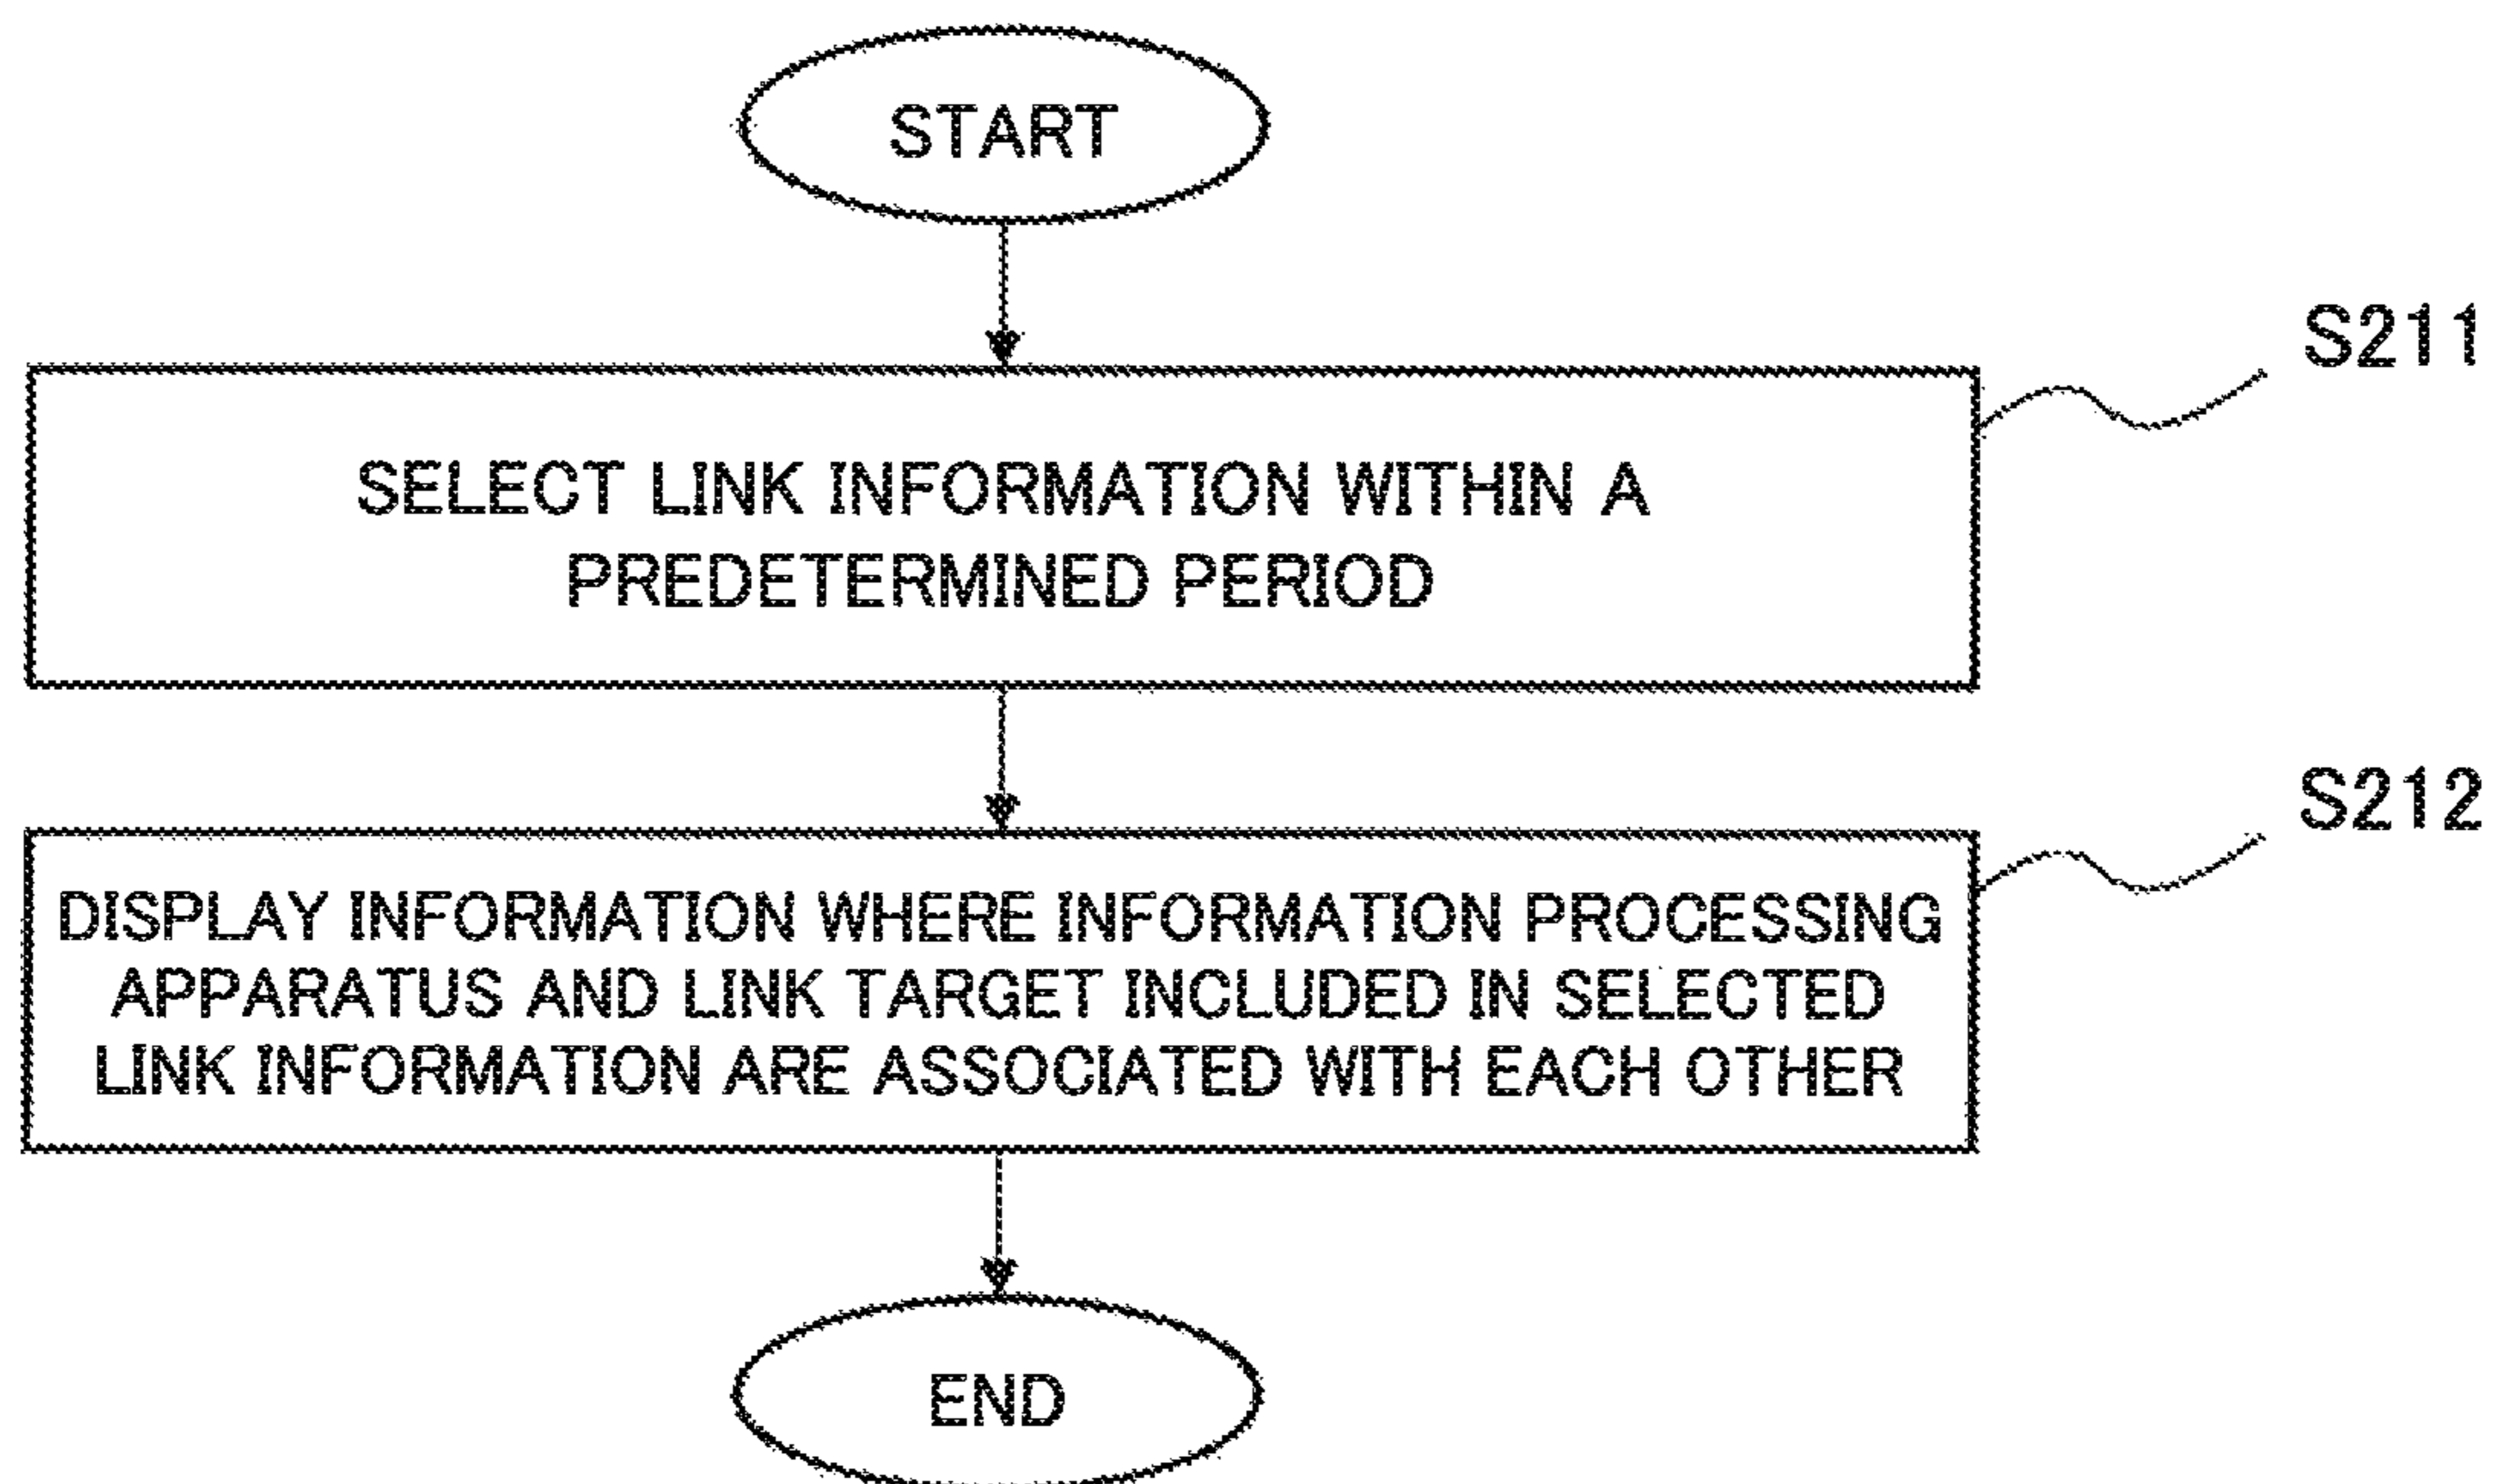 START
S211
SELECT LINK INFORMATION WITHIN A
PREDETERMINED PERIOD
S212
DISPLAY INFORMATION WHERE INFORMATION PROCESSING
APPARATUS AND LINK TARGET INCLUDED IN SELECTED
LINK INFORMATION ARE ASSOCIATED WITH EACH OTHER
END